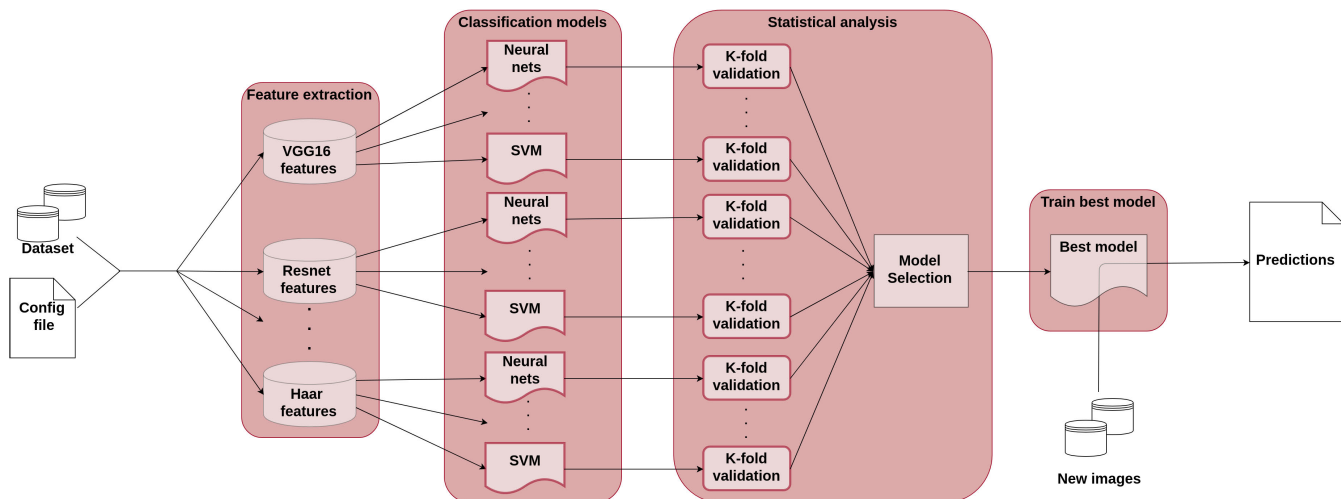 Dataset
Config
file
Feature extraction
VGG16
features
Resnet
features
Haar
features
Classification models
Neural
nets
SVM
Neural
nets
SVM
Neural
nets
SVM
Statistical analysis
K-fold
validation
K-fold
validation
K-fold
validation
K-fold
validation
K-fold
validation
K-fold
validation
Model
Selection
Train best model
Best model
New images
Predictions